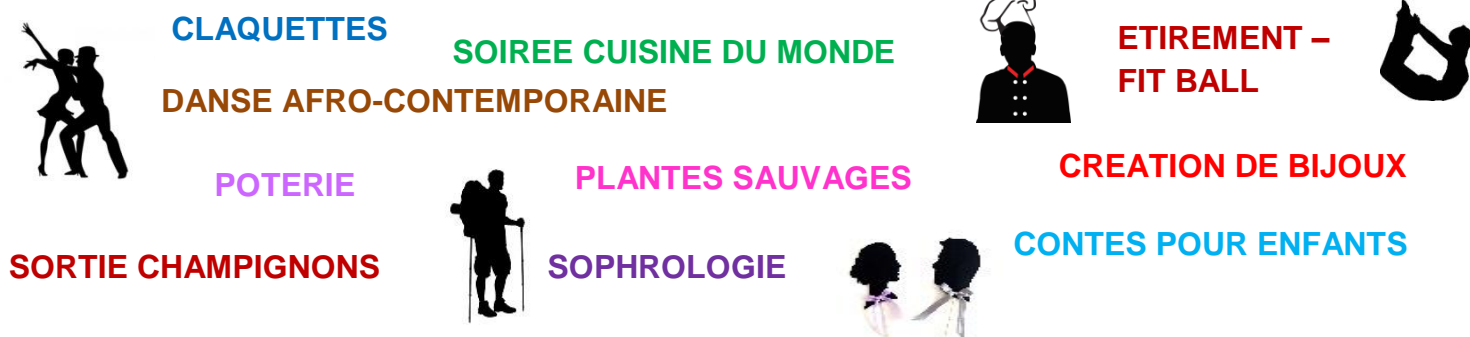 CLAQUETTES
SOIREE CUISINE DU MONDE
ETIREMENT –
FIT BALL
DANSE AFRO-CONTEMPORAINE
POTERIE
PLANTES SAUVAGES
CREATION DE BIJOUX
SORTIE CHAMPIGNONS
SOPHROLOGIE
CONTES POUR ENFANTS